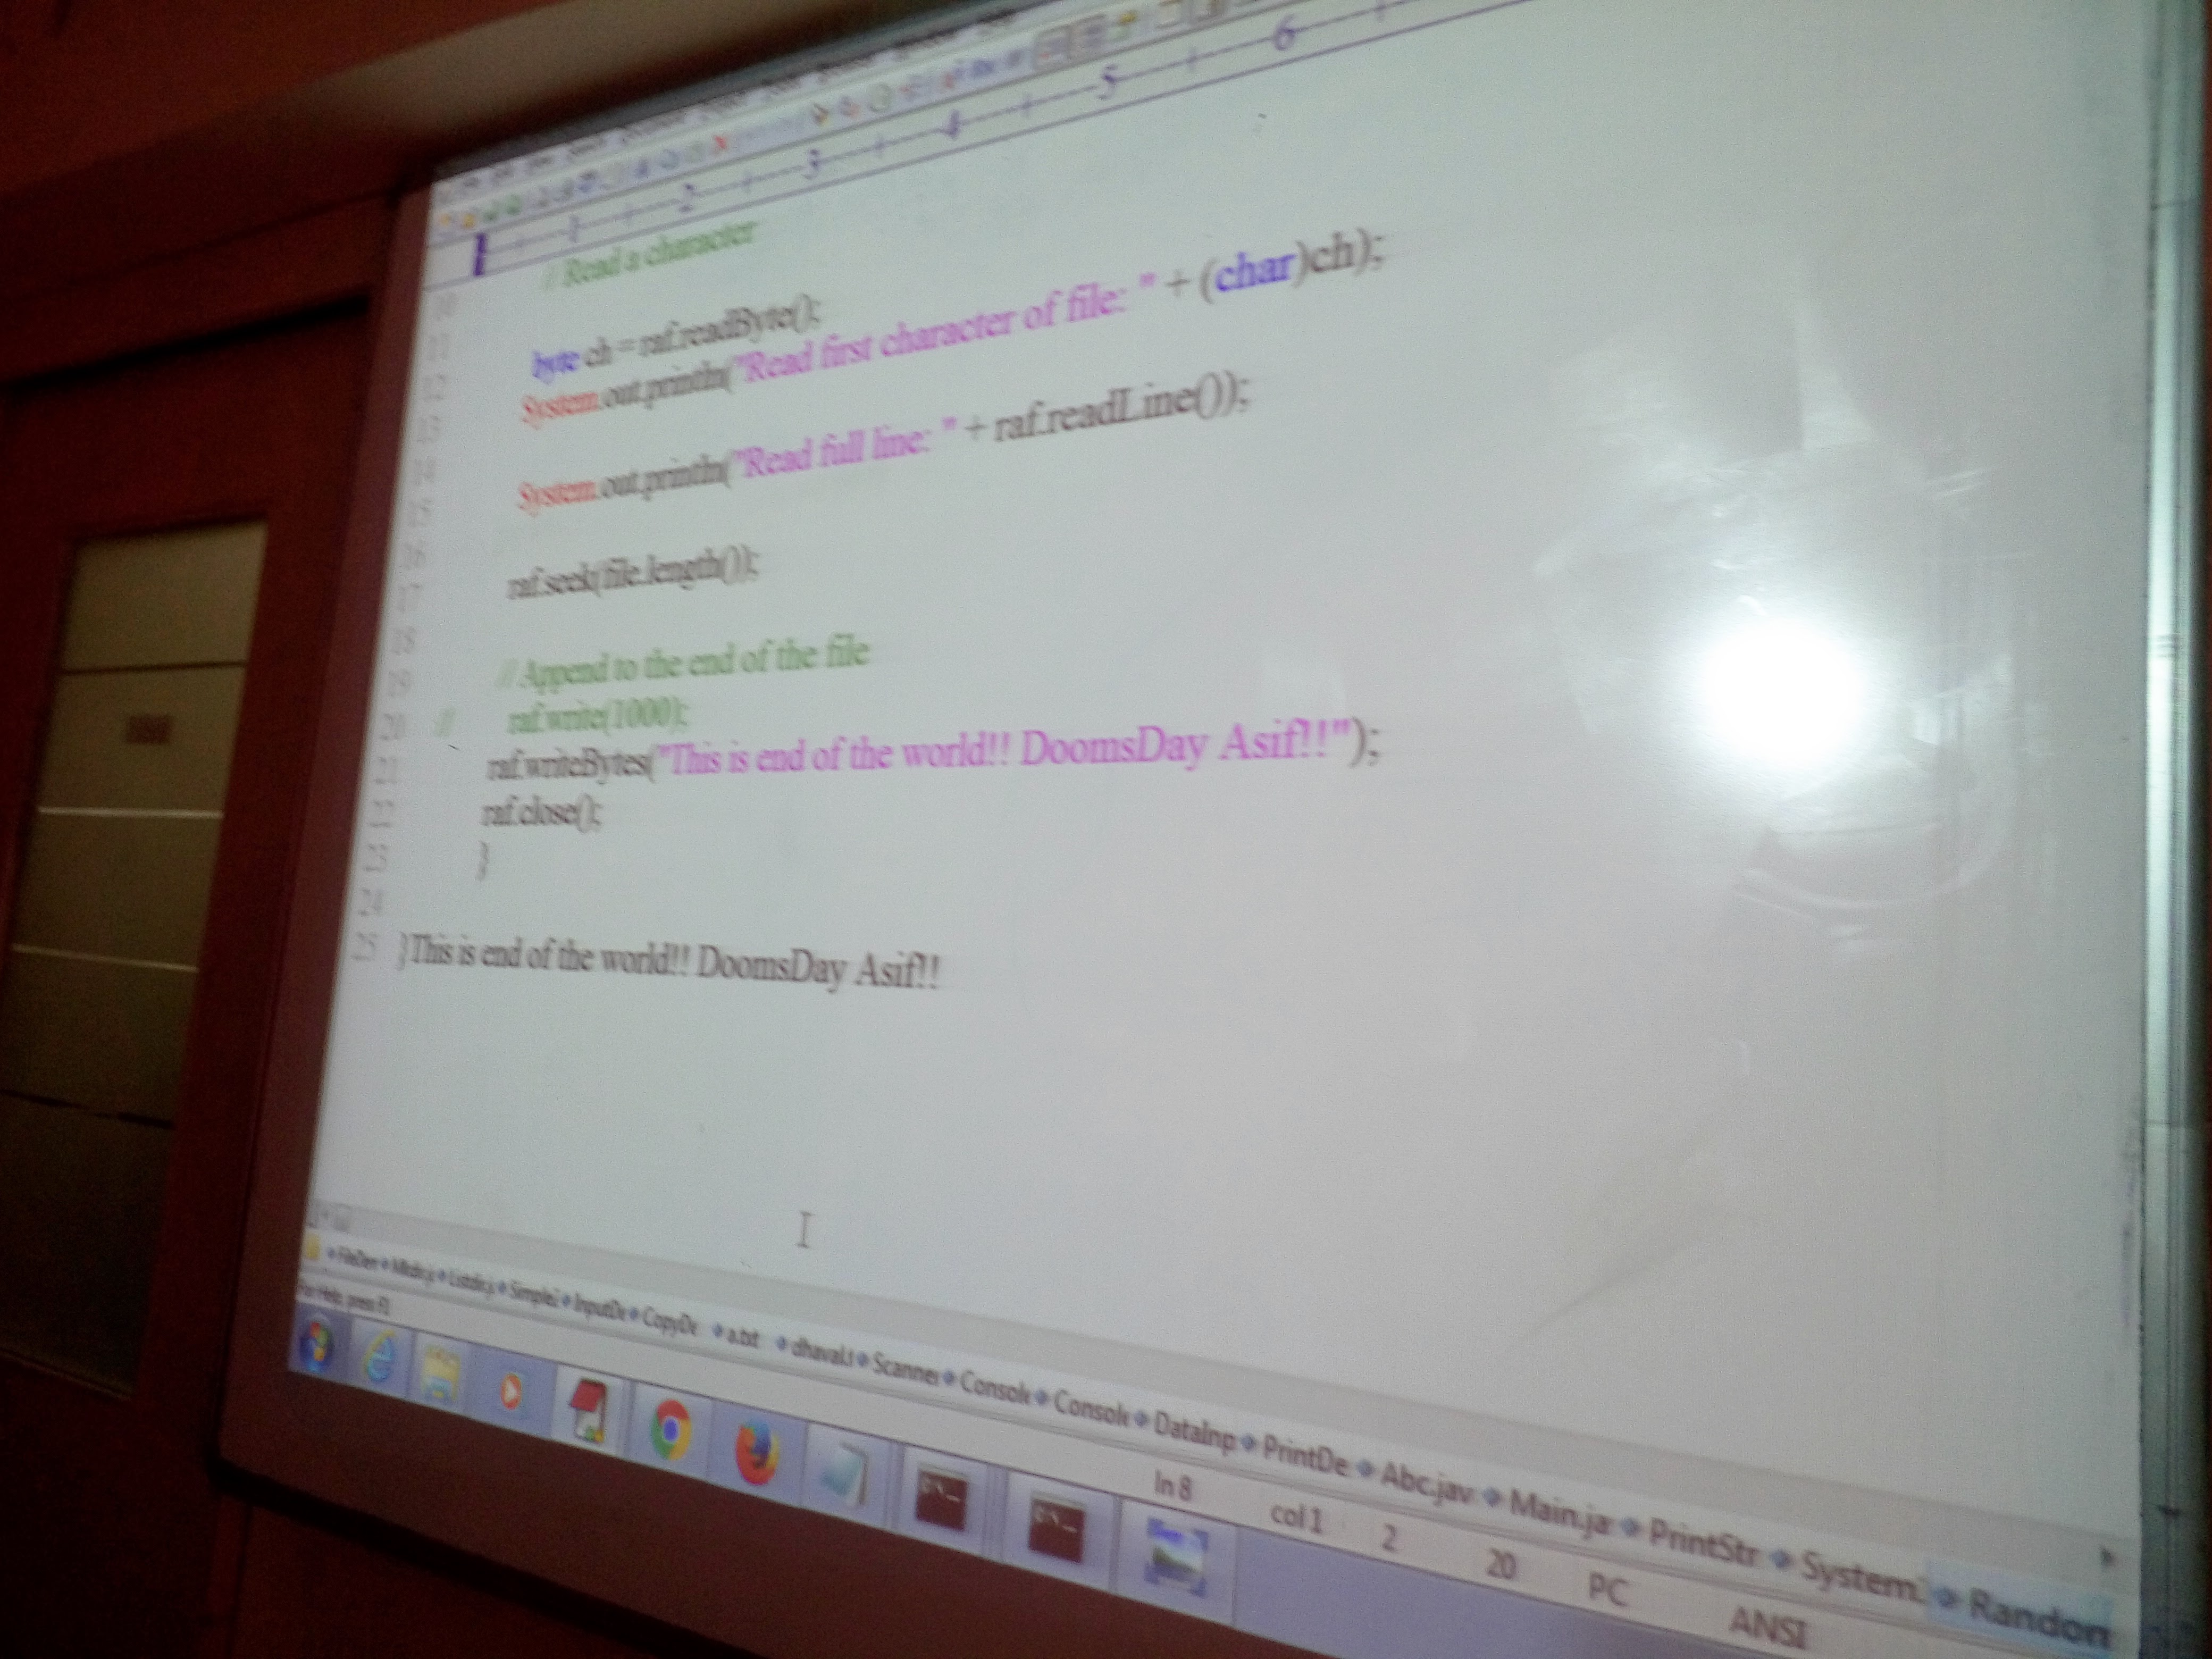 1 2 3 4 5 6
10 // Read a character
11
12 byte ch = raf.readByte();
13 System.out.println("Read first character of file: " + (char)ch);
14
15 System.out.println("Read full line: " + raf.readLine());
16
17 raf.seek(file.length());
18
19 // Append to the end of the file
20 // raf.write(1000);
21 raf.writeBytes("This is end of the world!! DoomsDay Asif!!");
22 raf.close();
23 }
24
25 }This is end of the world!! DoomsDay Asif!!
FileDen Mkdir.j Listdir.j Simple InputDe CopyDe a.txt dhaval.t Scanner Console Console DataInp PrintDe Abc.jav Main.ja PrintStr System. Random
For Help, press F1 ln 8 col 1 2 20 PC ANSI